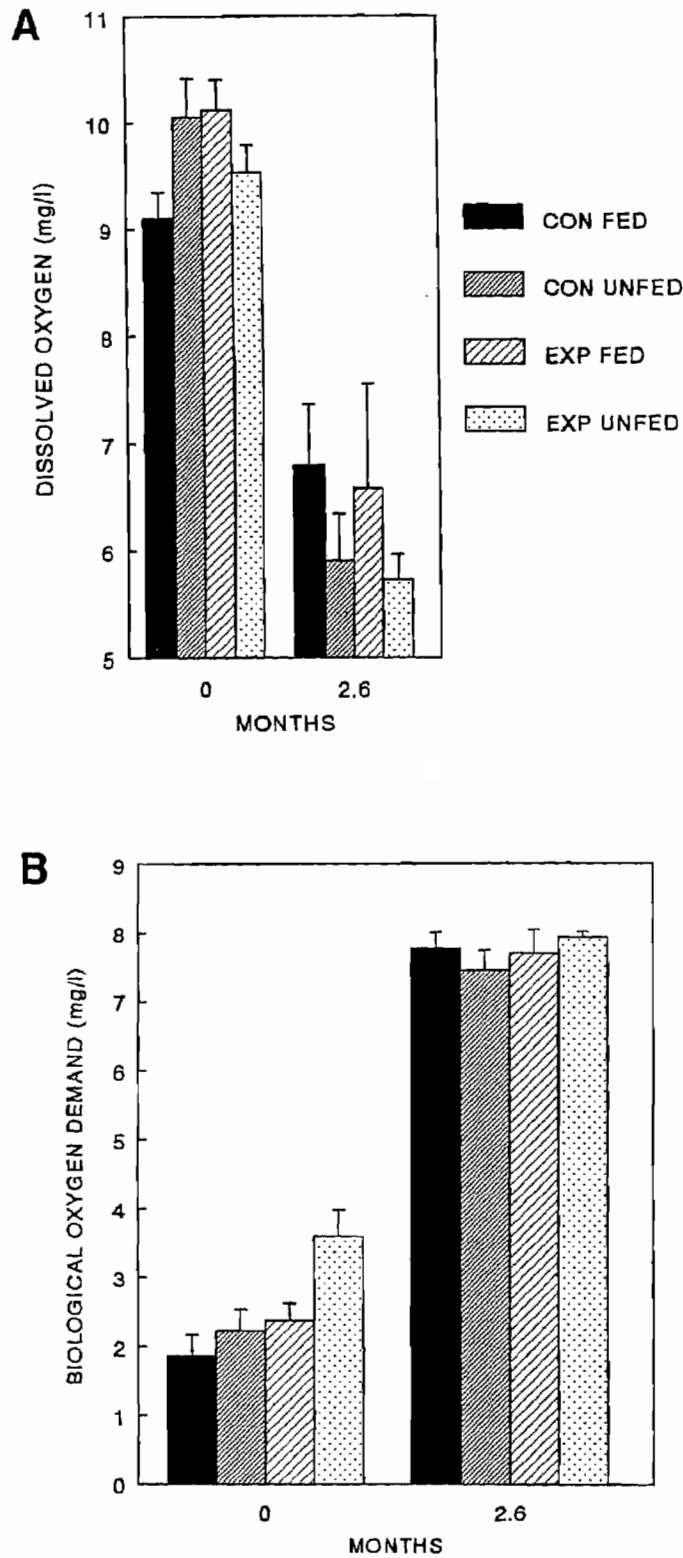 A
11
10
9
8
7
6
5
DISSOLVED OXYGEN (mg/l)
0 2.6
MONTHS
CON FED
CON UNFED
EXP FED
EXP UNFED
B
9
8
7
6
5
4
3
2
1
0
BIOLOGICAL OXYGEN DEMAND (mg/l)
0 2.6
MONTHS